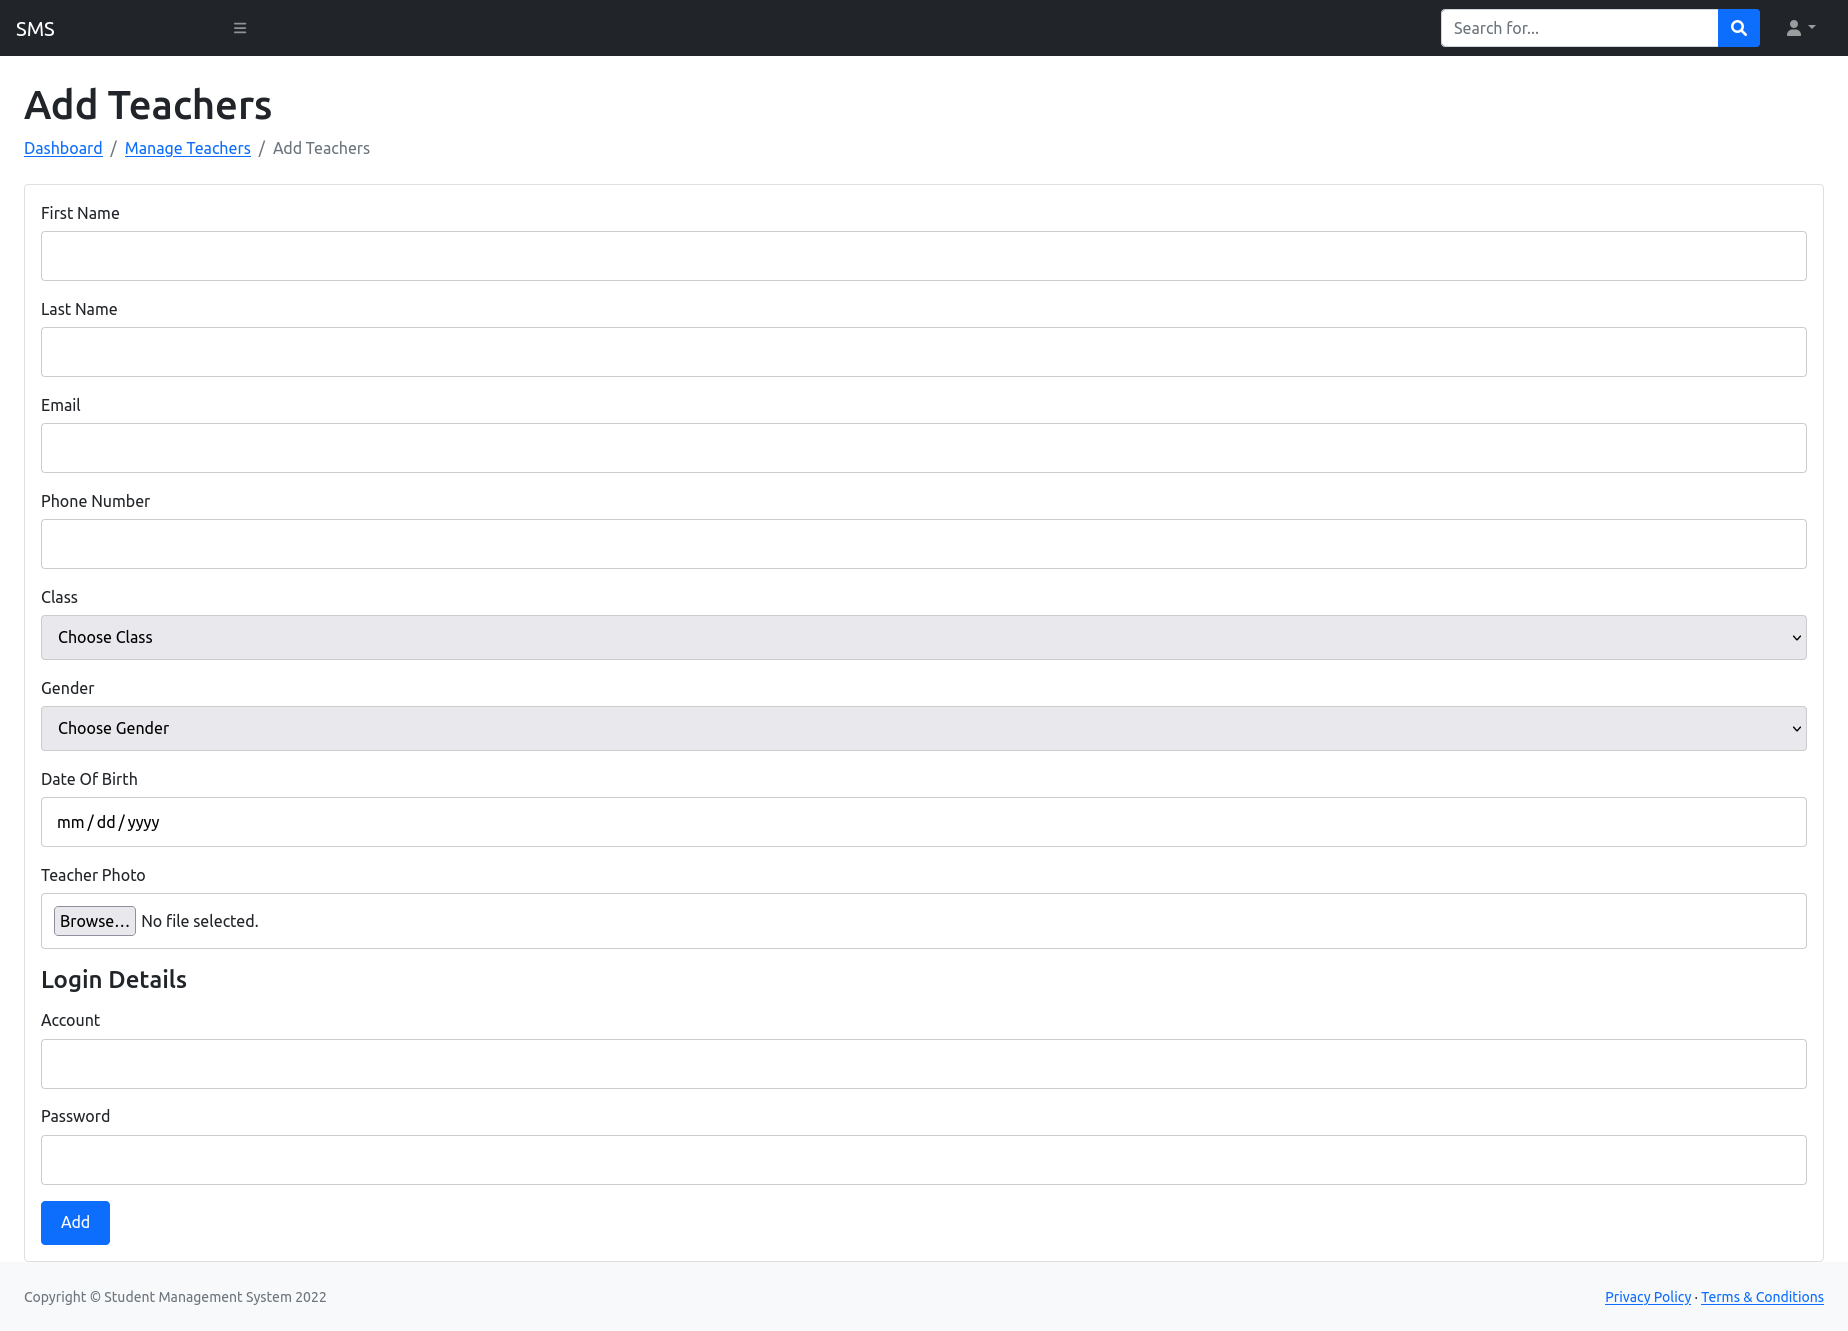 SMS
Search for...
Add Teachers
Dashboard / Manage Teachers / Add Teachers
First Name
Last Name
Email
Phone Number
Class
Choose Class
Gender
Choose Gender
Date Of Birth
mm / dd / yyyy
Teacher Photo
Browse... No file selected.
Login Details
Account
Password
Add
Copyright © Student Management System 2022
Privacy Policy · Terms & Conditions